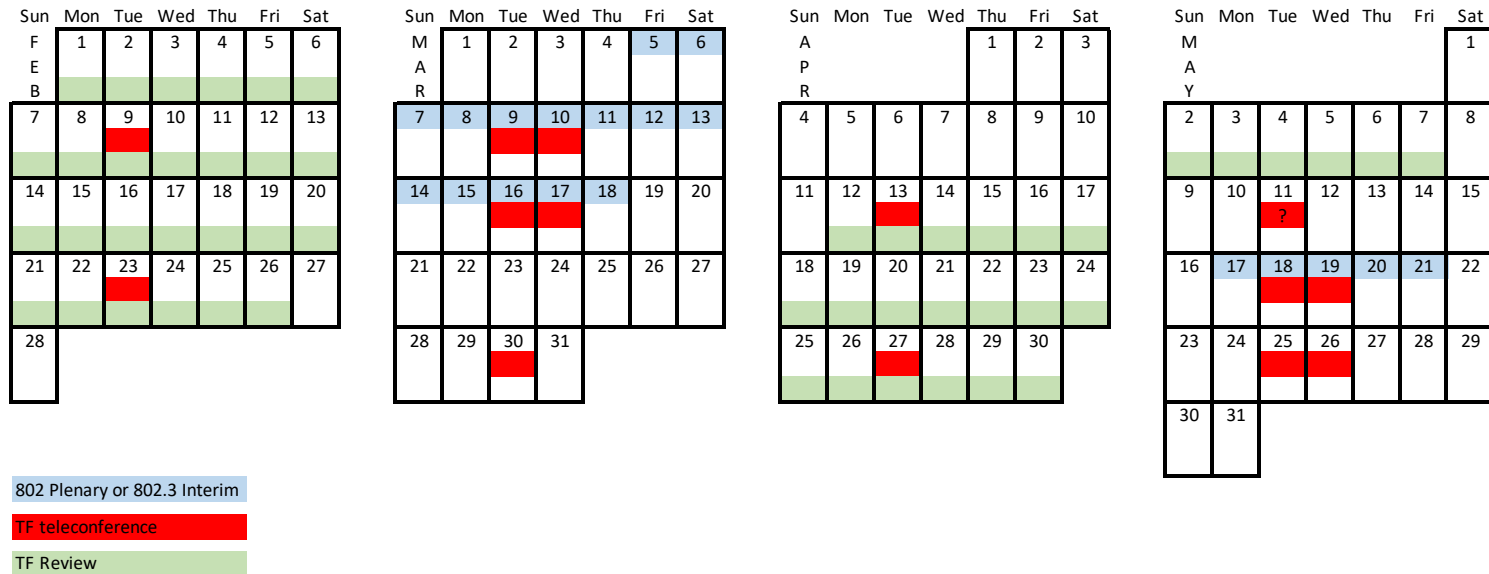 Sun Mon Tue Wed Thu Fri Sat
F 1 2 3 4 5 6
E
B
7 8 9 10 11 12 13
14 15 16 17 18 19 20
21 22 23 24 25 26 27
28
Sun Mon Tue Wed Thu Fri Sat
M 1 2 3 4 5 6
A
R
7 8 9 10 11 12 13
14 15 16 17 18 19 20
21 22 23 24 25 26 27
28 29 30 31
Sun Mon Tue Wed Thu Fri Sat
A 1 2 3
P
R
4 5 6 7 8 9 10
11 12 13 14 15 16 17
18 19 20 21 22 23 24
25 26 27 28 29 30
Sun Mon Tue Wed Thu Fri Sat
M 1
A
Y
2 3 4 5 6 7 8
9 10 11 12 13 14 15
?
16 17 18 19 20 21 22
23 24 25 26 27 28 29
30 31
802 Plenary or 802.3 Interim
TF teleconference
TF Review